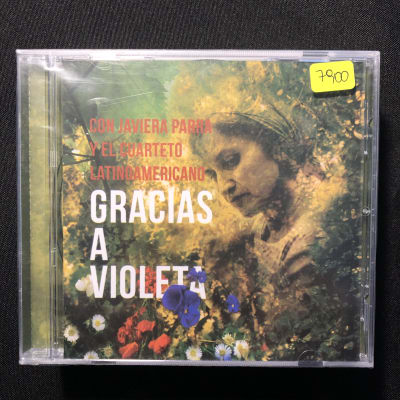 7900
CON JAVIERA PARRA
Y EL CUARTETO
LATINOAMERICANO
GRACIAS
A
VIOLETA